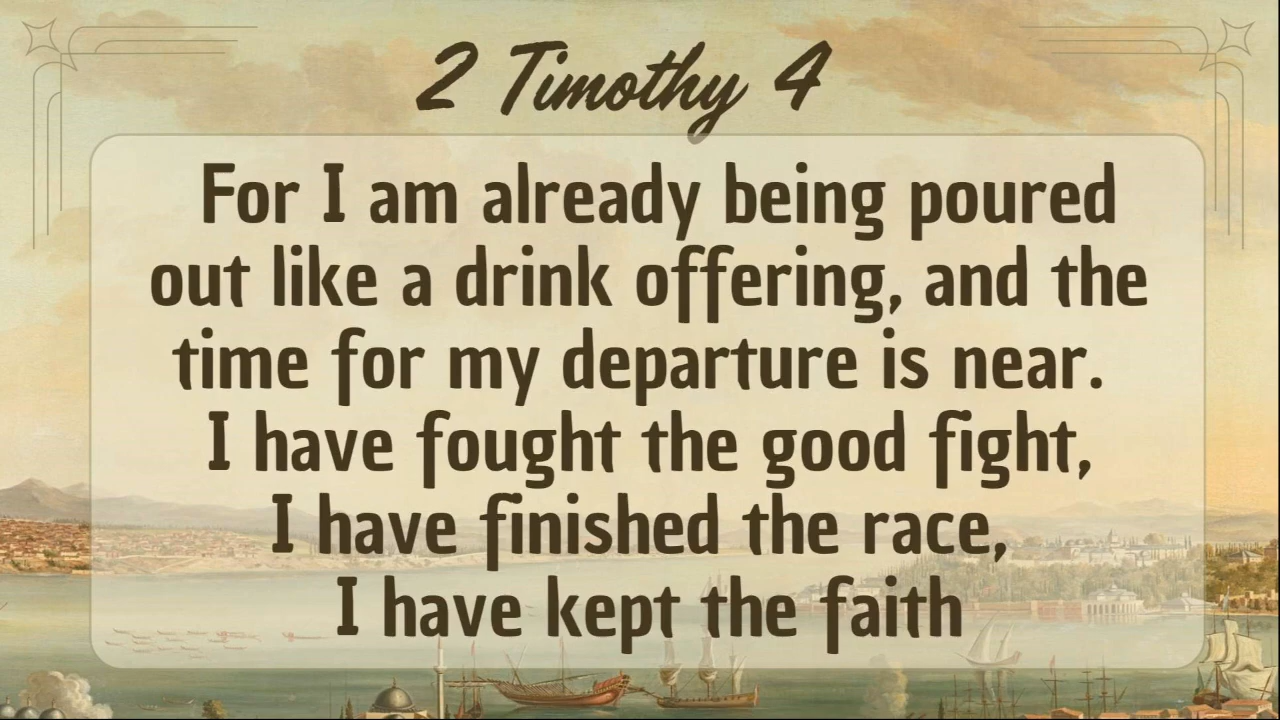 2 Timothy 4
For I am already being poured
out like a drink offering, and the
time for my departure is near.
I have fought the good fight,
I have finished the race,
I have kept the faith